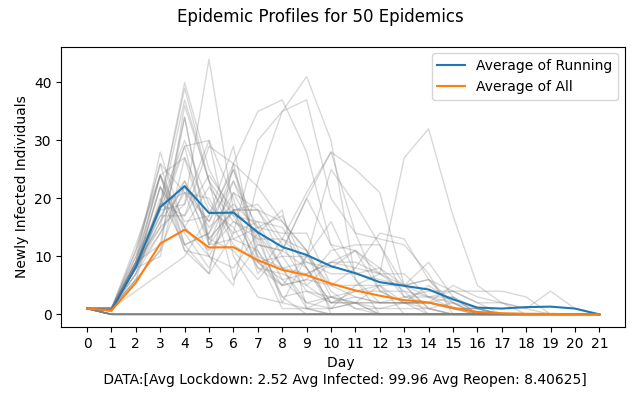 Epidemic Profiles for 50 Epidemics
Average of Running
Average of All
Newly Infected Individuals
40
30
20
10
0
0 1 2 3 4 5 6 7 8 9 10 11 12 13 14 15 16 17 18 19 20 21
Day
DATA:[Avg Lockdown: 2.52 Avg Infected: 99.96 Avg Reopen: 8.40625]